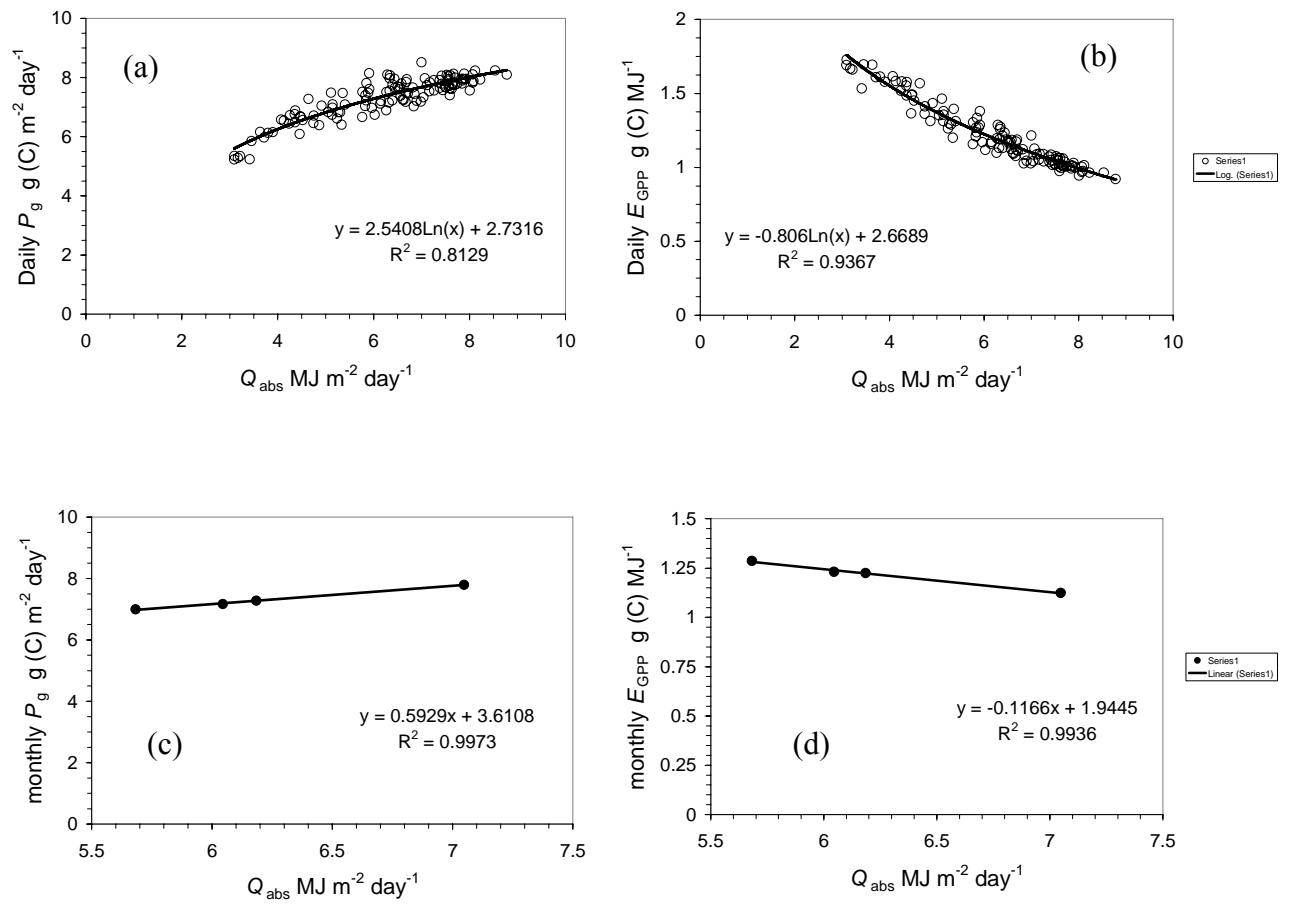 (a)
Daily P_g g (C) m^-2 day^-1
10
8
6
4
2
0
y = 2.5408Ln(x) + 2.7316
R^2 = 0.8129
0 2 4 6 8 10
Q_abs MJ m^-2 day^-1
(b)
Daily E_GPP g (C) MJ^-1
2
1.5
1
0.5
0
y = -0.806Ln(x) + 2.6689
R^2 = 0.9367
0 2 4 6 8 10
Q_abs MJ m^-2 day^-1
Series1
Log. (Series1)
monthly P_g g (C) m^-2 day^-1
10
8
6
4
2
0
y = 0.5929x + 3.6108
R^2 = 0.9973
(c)
5.5 6 6.5 7 7.5
Q_abs MJ m^-2 day^-1
monthly E_GPP g (C) MJ^-1
1.5
1.25
1
0.75
0.5
0.25
0
y = -0.1166x + 1.9445
R^2 = 0.9936
(d)
5.5 6 6.5 7 7.5
Q_abs MJ m^-2 day^-1
Series1
Linear (Series1)